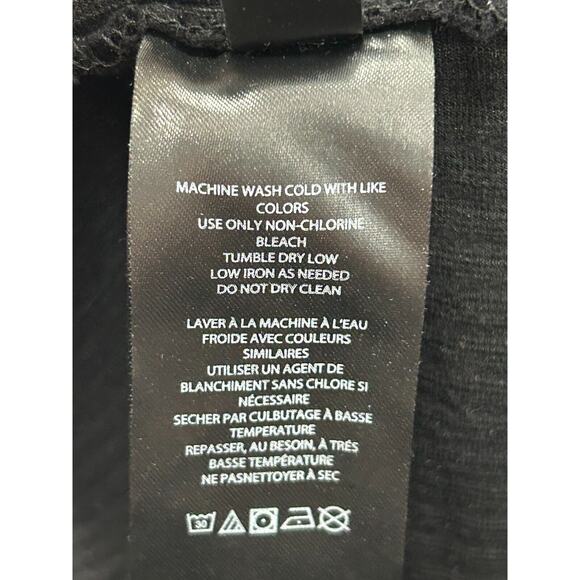 MACHINE WASH COLD WITH LIKE
COLORS
USE ONLY NON-CHLORINE
BLEACH
TUMBLE DRY LOW
LOW IRON AS NEEDED
DO NOT DRY CLEAN
LAVER À LA MACHINE À L'EAU
FROIDE AVEC COULEURS
SIMILAIRES
UTILISER UN AGENT DE
BLANCHIMENT SANS CHLORE SI
NÉCESSAIRE
SECHER PAR CULBUTAGE À BASSE
TEMPERATURE
REPASSER, AU BESOIN, À TRÉS
BASSE TEMPÉRATURE
NE PASNETTOYER À SEC
30